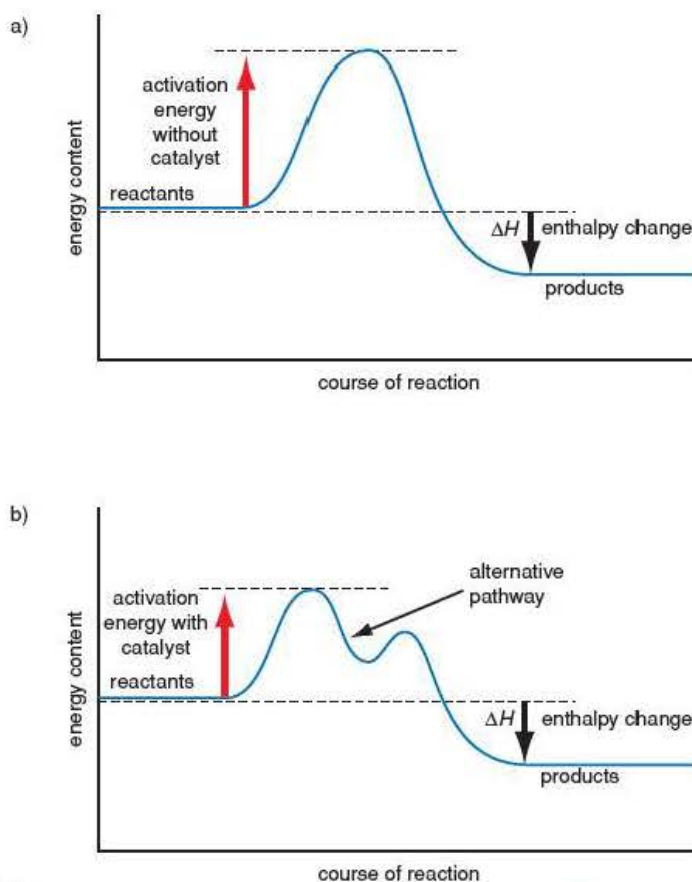 a)
activation
energy
without
catalyst
reactants
energy content
ΔH enthalpy change
products
course of reaction
b)
alternative
pathway
activation
energy with
catalyst
reactants
energy content
ΔH enthalpy change
products
course of reaction